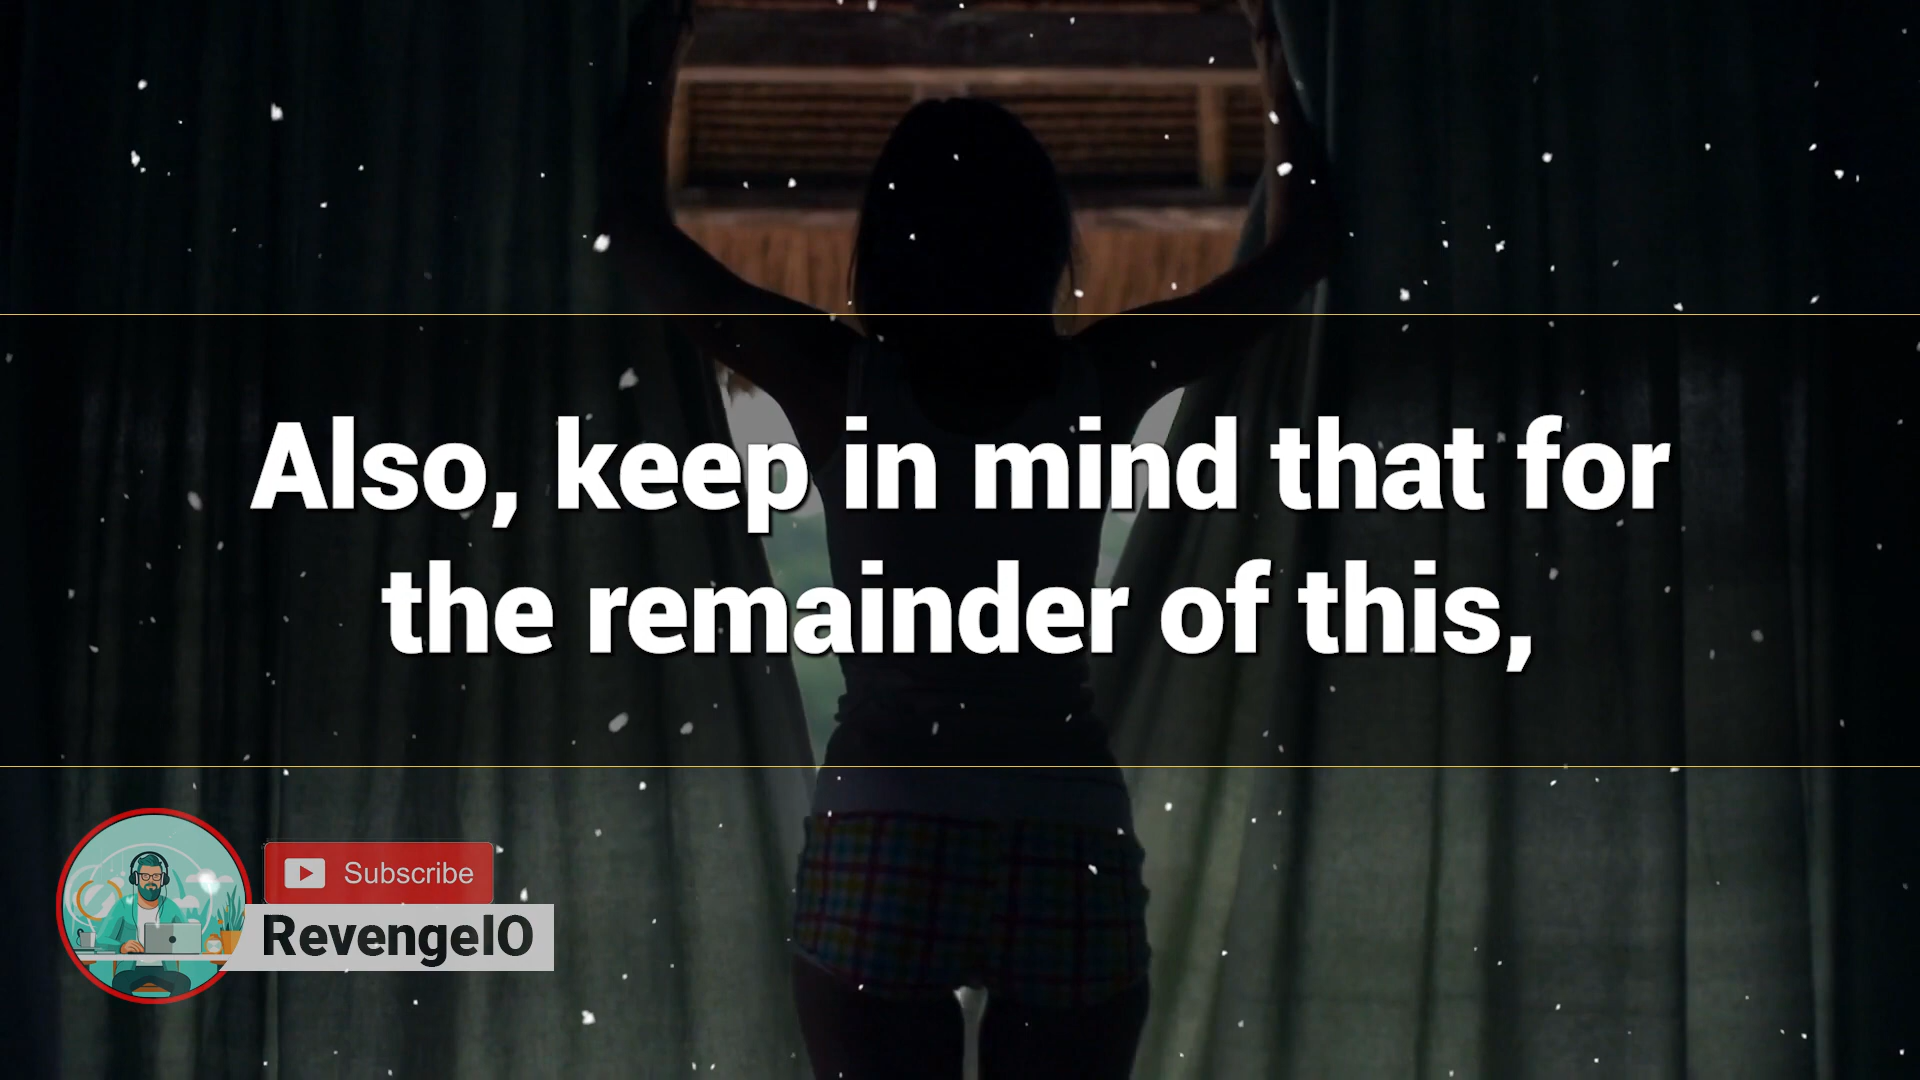 Also, keep in mind that for
the remainder of this,
Subscribe
RevengeIO